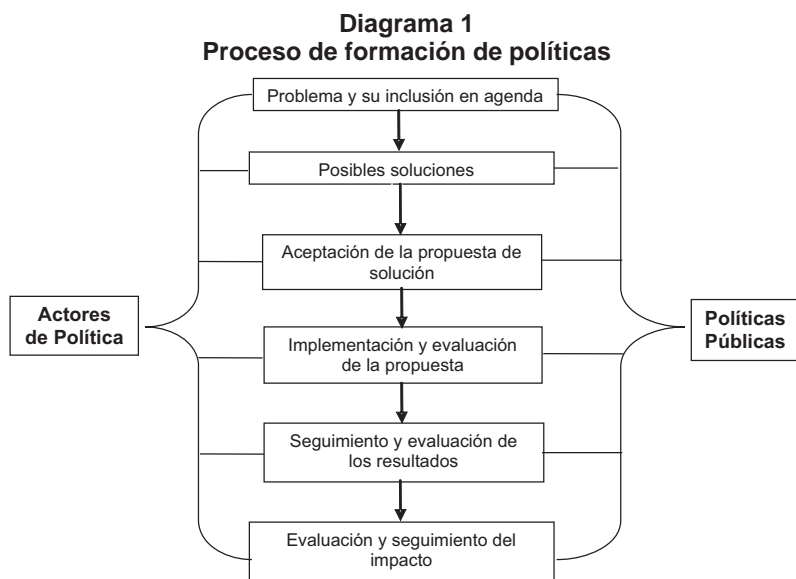 Diagrama 1
Proceso de formación de políticas
Problema y su inclusión en agenda
Posibles soluciones
Aceptación de la propuesta de
solución
Actores
de Política
Implementación y evaluación
de la propuesta
Políticas
Públicas
Seguimiento y evaluación de
los resultados
Evaluación y seguimiento del
impacto